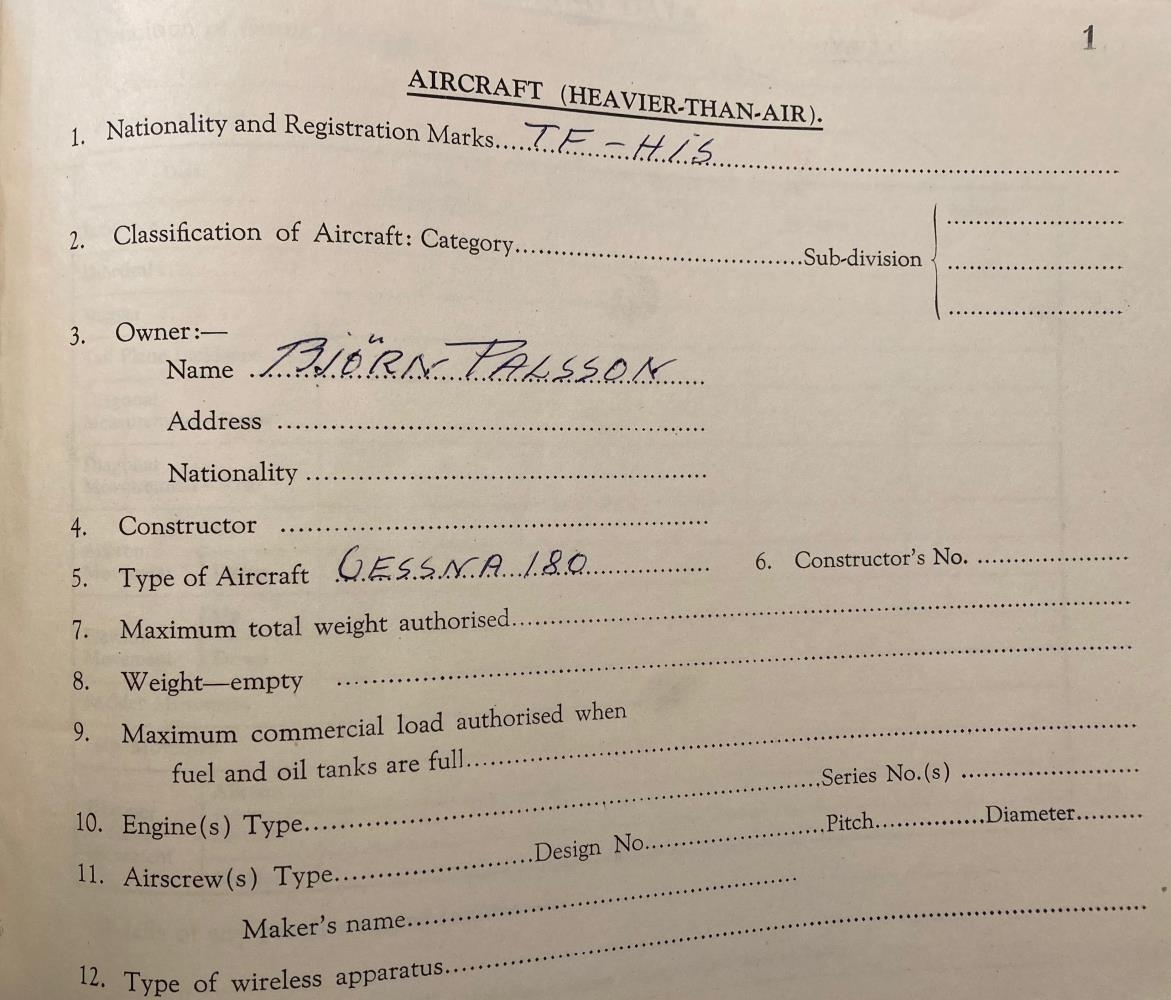 1
AIRCRAFT (HEAVIER-THAN-AIR).
1. Nationality and Registration Marks.....TF-HIS
2. Classification of Aircraft: Category..........Sub-division
3. Owner:—
Name BJÖRN PALSSON
Address ..........
Nationality ..........
4. Constructor ..........
5. Type of Aircraft CESSNA 180 6. Constructor's No. ..........
7. Maximum total weight authorised..........
8. Weight—empty ..........
9. Maximum commercial load authorised when
fuel and oil tanks are full..........
10. Engine(s) Type..........Series No.(s) ..........
11. Airscrew(s) Type..........Design No..........Pitch..........Diameter..........
Maker's name..........
12. Type of wireless apparatus..........